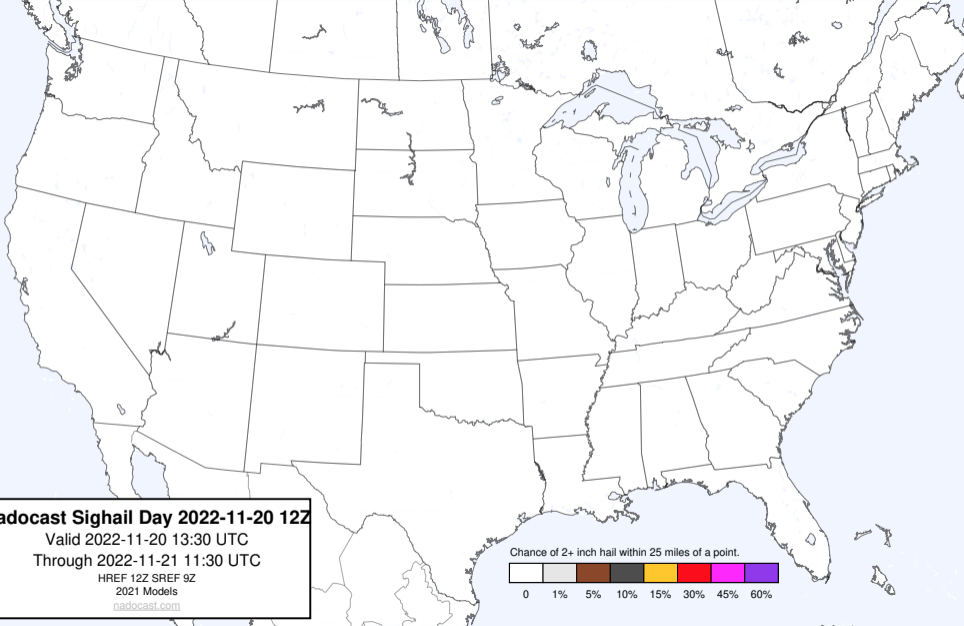 adocast Sighail Day 2022-11-20 12Z
Valid 2022-11-20 13:30 UTC
Through 2022-11-21 11:30 UTC
HREF 12Z SREF 9Z
2021 Models
nadocast.com
Chance of 2+ inch hail within 25 miles of a point.
0 1% 5% 10% 15% 30% 45% 60%